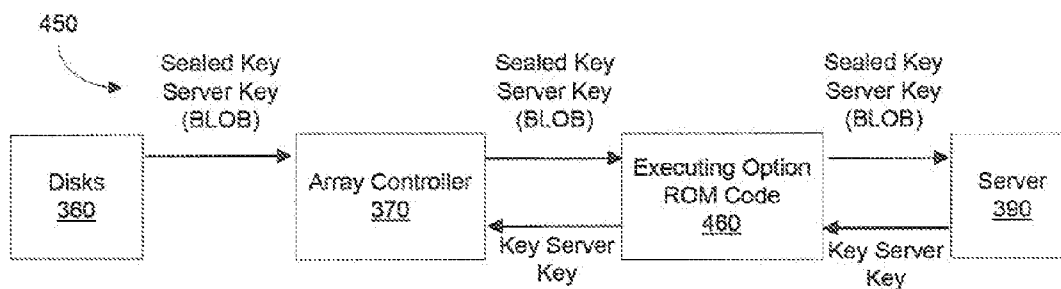 450
Sealed Key
Server Key
(BLOB)
Sealed Key
Server Key
(BLOB)
Sealed Key
Server Key
(BLOB)
Disks
360
Array Controller
370
Executing Option
ROM Code
460
Server
390
Key Server
Key
Key Server
Key